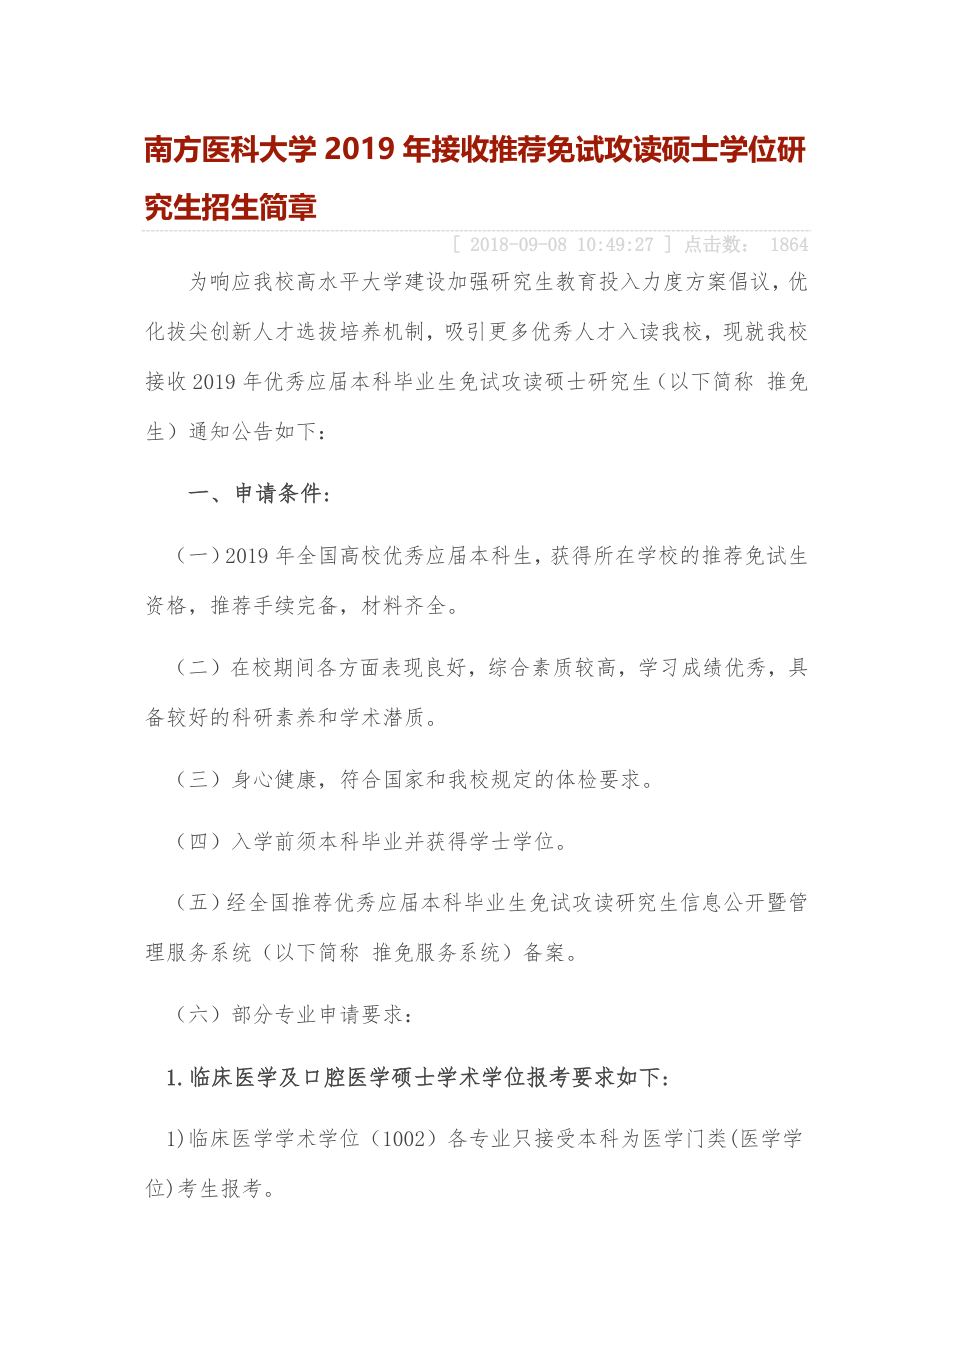 南方医科大学 2019 年接收推荐免试攻读硕士学位研
究生招生简章
[ 2018-09-08 10:49:27 ] 点击数： 1864
为响应我校高水平大学建设加强研究生教育投入力度方案倡议，优
化拔尖创新人才选拔培养机制，吸引更多优秀人才入读我校，现就我校
接收 2019 年优秀应届本科毕业生免试攻读硕士研究生（以下简称 推免
生）通知公告如下：
一、申请条件：
（一）2019 年全国高校优秀应届本科生，获得所在学校的推荐免试生
资格，推荐手续完备，材料齐全。
（二）在校期间各方面表现良好，综合素质较高，学习成绩优秀，具
备较好的科研素养和学术潜质。
（三）身心健康，符合国家和我校规定的体检要求。
（四）入学前须本科毕业并获得学士学位。
（五）经全国推荐优秀应届本科毕业生免试攻读研究生信息公开暨管
理服务系统（以下简称 推免服务系统）备案。
（六）部分专业申请要求：
1.临床医学及口腔医学硕士学术学位报考要求如下：
1)临床医学学术学位（1002）各专业只接受本科为医学门类(医学学
位)考生报考。